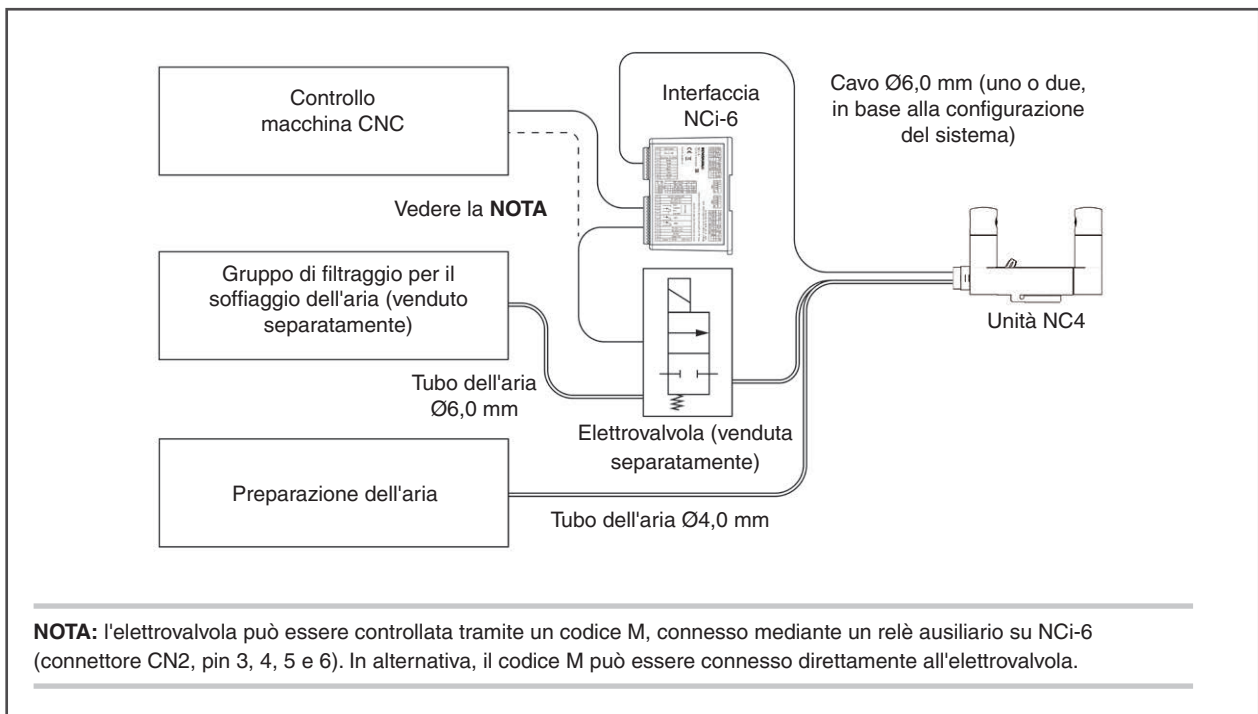 Controllo
macchina CNC
Interfaccia
NCi-6
Cavo Ø6,0 mm (uno o due,
in base alla configurazione
del sistema)
Vedere la NOTA
Gruppo di filtraggio per il
soffiaggio dell'aria (venduto
separatamente)
Unità NC4
Tubo dell'aria
Ø6,0 mm
Elettrovalvola (venduta
separatamente)
Preparazione dell'aria
Tubo dell'aria Ø4,0 mm
NOTA: l'elettrovalvola può essere controllata tramite un codice M, connesso mediante un relè ausiliario su NCi-6
(connettore CN2, pin 3, 4, 5 e 6). In alternativa, il codice M può essere connesso direttamente all'elettrovalvola.